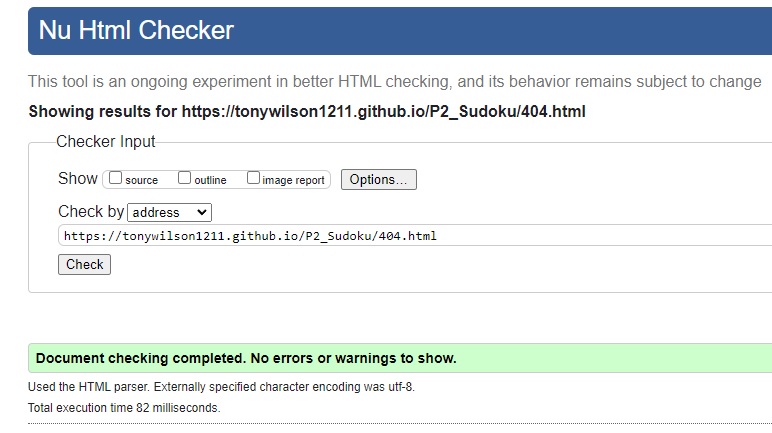 Nu Html Checker
This tool is an ongoing experiment in better HTML checking, and its behavior remains subject to change
Showing results for https://tonywilson1211.github.io/P2_Sudoku/404.html
Checker Input
Show source outline image report Options...
Check by address
https://tonywilson1211.github.io/P2_Sudoku/404.html
Check
Document checking completed. No errors or warnings to show.
Used the HTML parser. Externally specified character encoding was utf-8.
Total execution time 82 milliseconds.